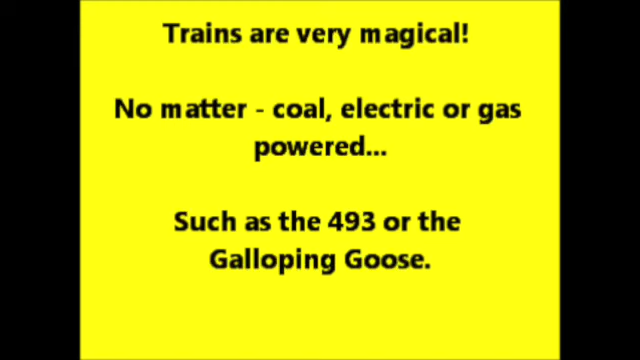 Trains are very magical!
No matter - coal, electric or gas
powered...
Such as the 493 or the
Galloping Goose.